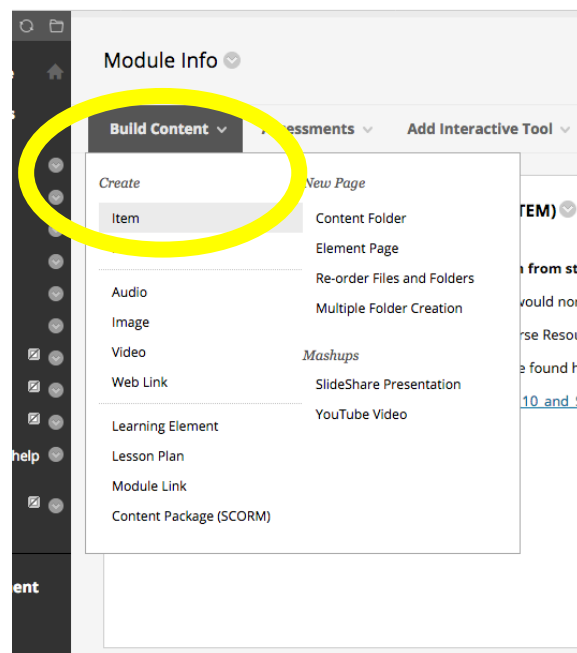 Module Info
Build Content
Assessments
Add Interactive Tool
Create
Item
Audio
Image
Video
Web Link
Learning Element
Lesson Plan
Module Link
Content Package (SCORM)
New Page
Content Folder
Element Page
Re-order Files and Folders
Multiple Folder Creation
Mashups
SlideShare Presentation
YouTube Video
TEM)
from st
would no
rse Resou
found h
10 and
help
ent